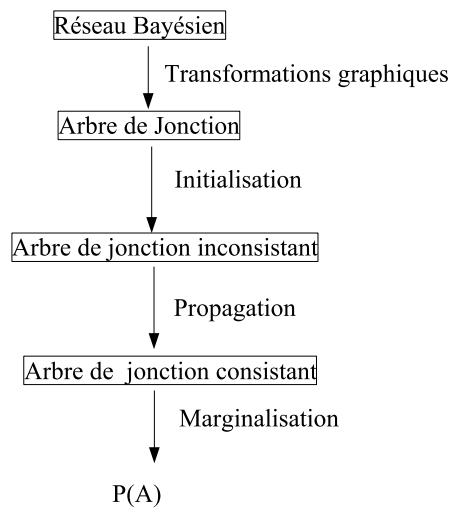 Réseau Bayésien
Transformations graphiques
Arbre de Jonction
Initialisation
Arbre de jonction inconsistant
Propagation
Arbre de jonction consistant
Marginalisation
P(A)